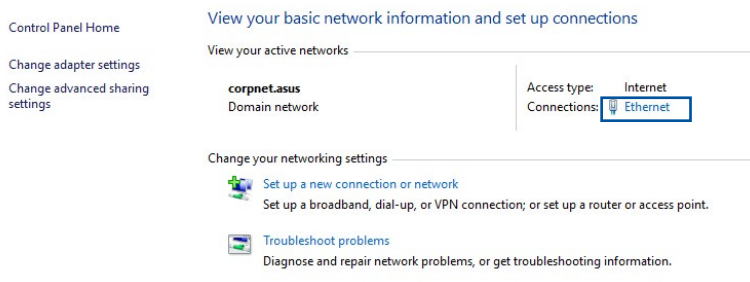 Control Panel Home
Change adapter settings
Change advanced sharing
settings
View your basic network information and set up connections
View your active networks
corpnet.asus
Domain network
Access type: Internet
Connections: Ethernet
Change your networking settings
Set up a new connection or network
Set up a broadband, dial-up, or VPN connection; or set up a router or access point.
Troubleshoot problems
Diagnose and repair network problems, or get troubleshooting information.